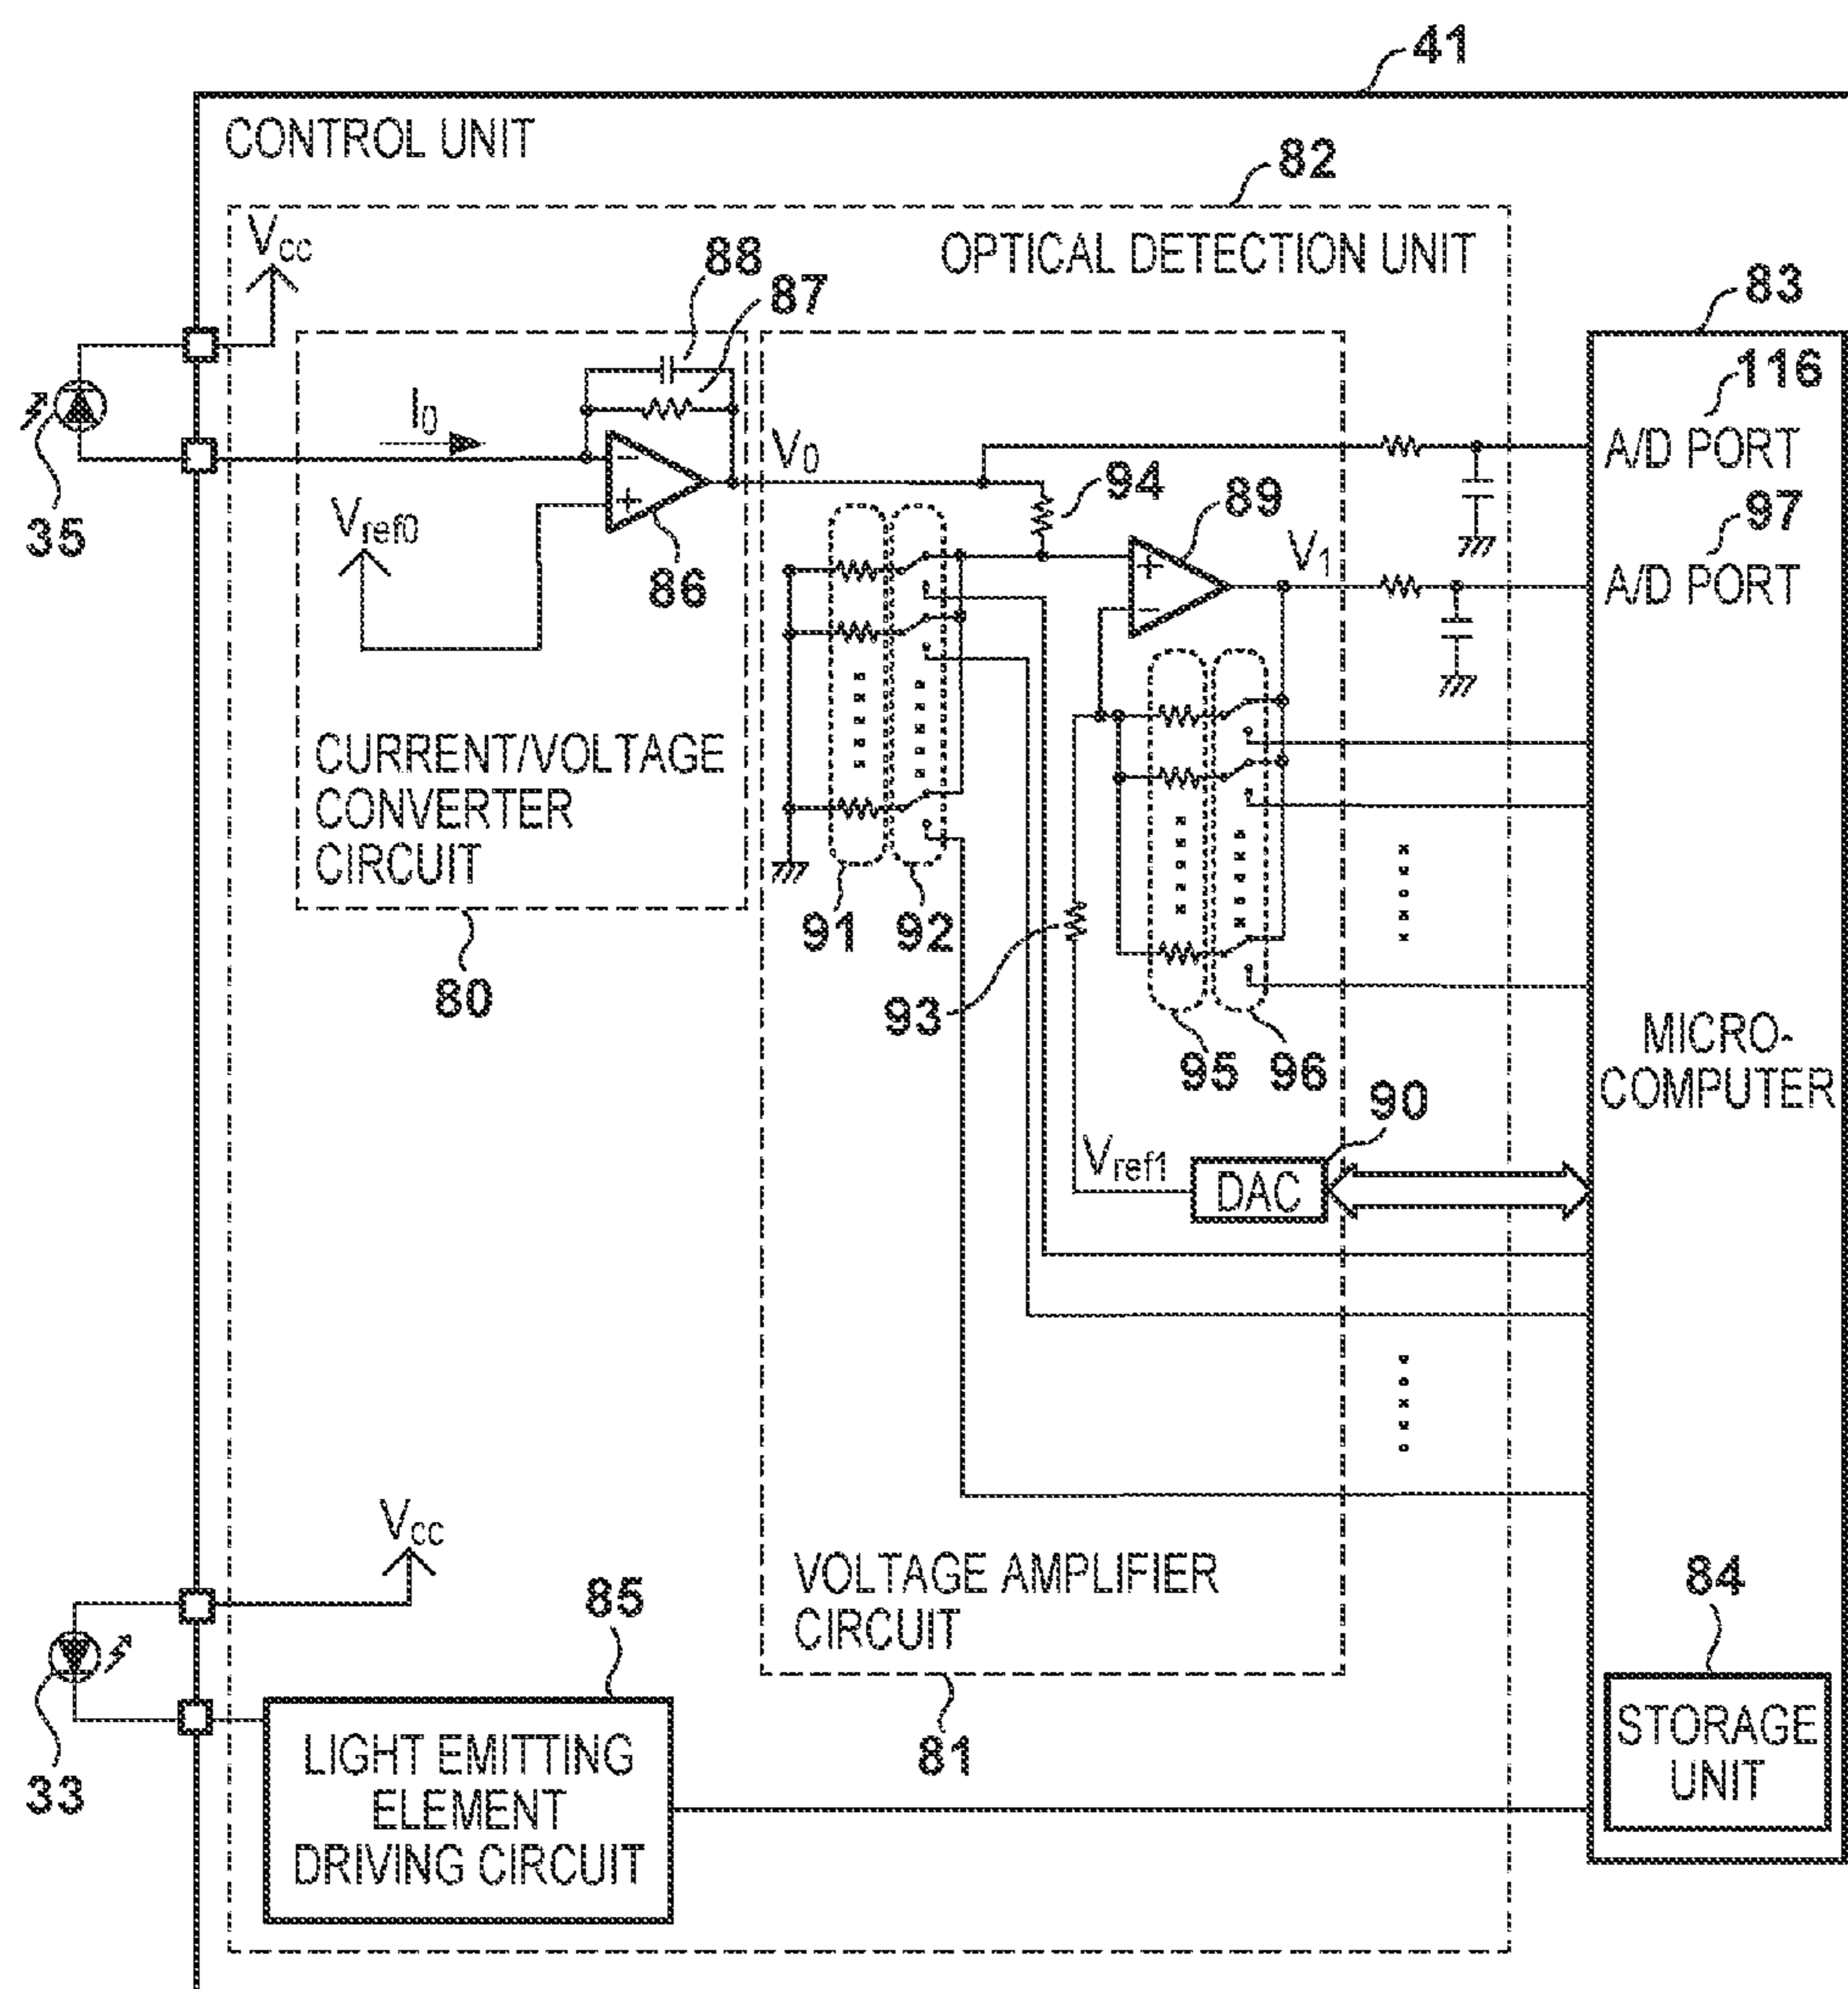 41
CONTROL UNIT
82
Vcc
OPTICAL DETECTION UNIT
88
87
83
116
I0
V0
A/D PORT
35
Vref0
86
94
89
V1
97
A/D PORT
CURRENT/VOLTAGE
CONVERTER
CIRCUIT
80
91
92
93
95
96
MICRO-
COMPUTER
90
Vref1
DAC
Vcc
VOLTAGE AMPLIFIER
CIRCUIT
81
85
84
33
LIGHT EMITTING
ELEMENT
DRIVING CIRCUIT
STORAGE
UNIT